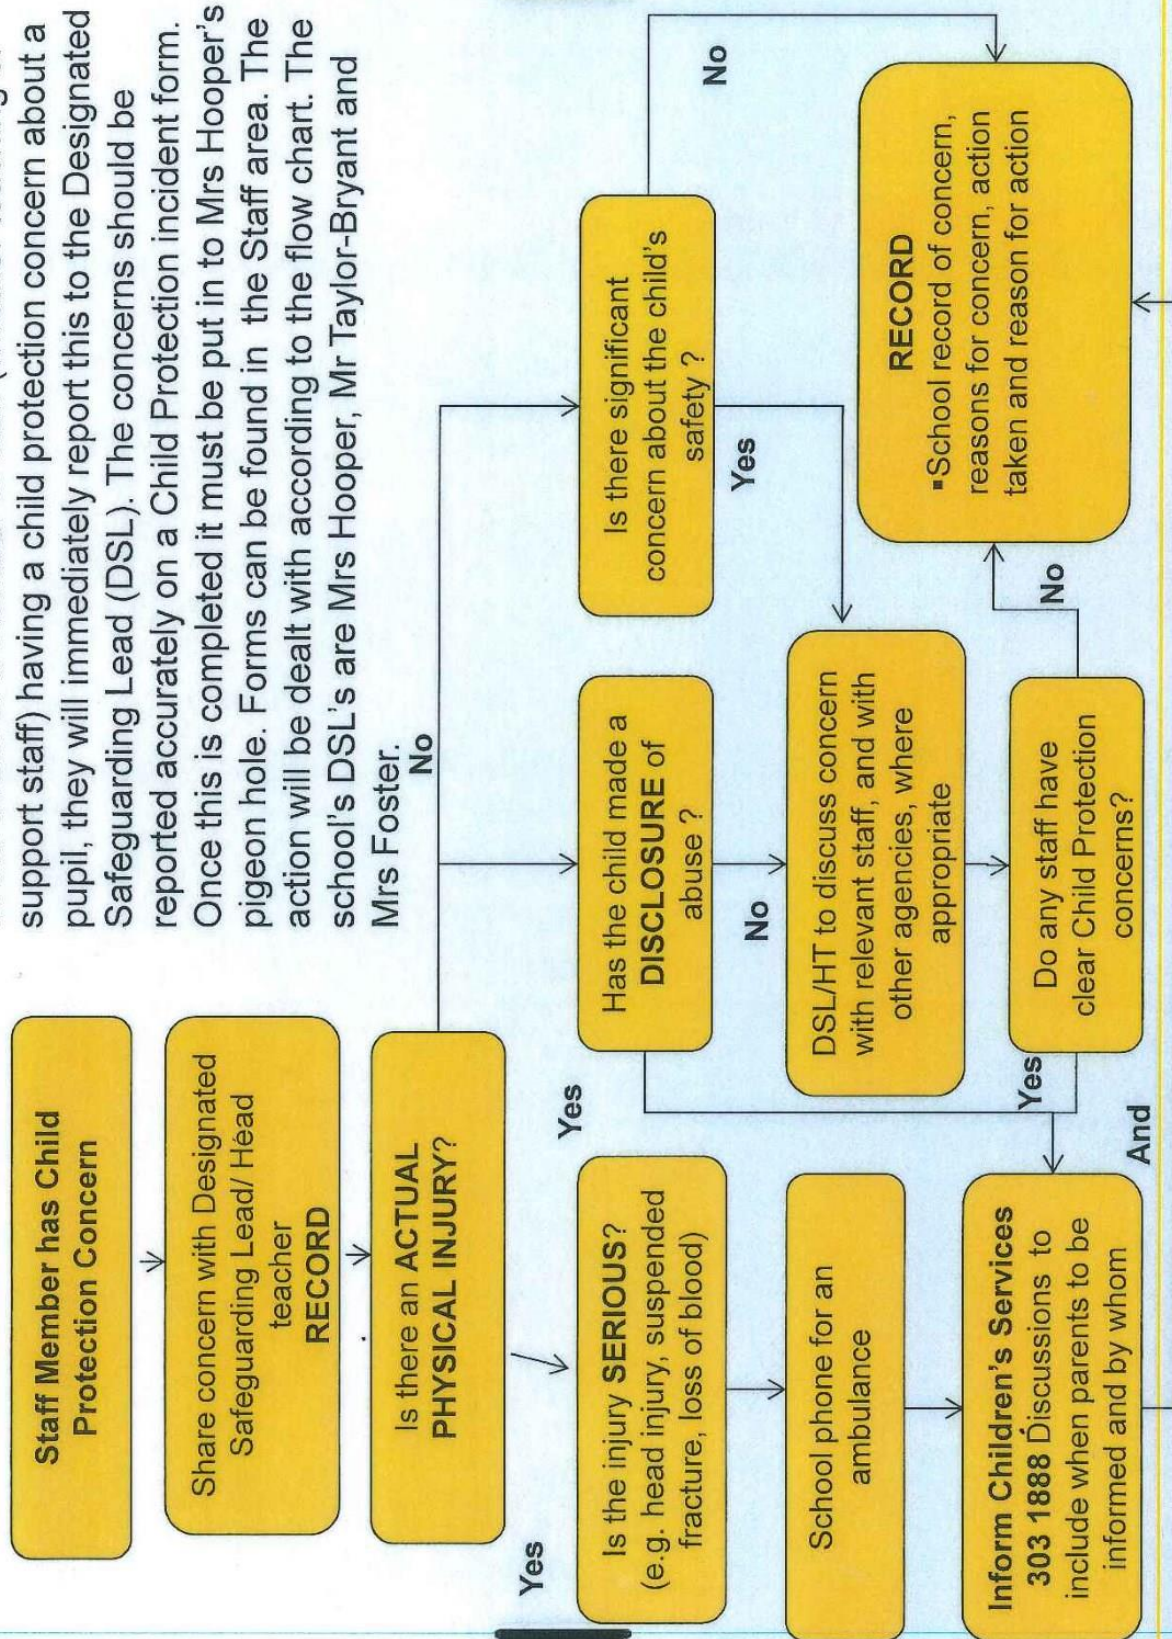 support staff) having a child protection concern about a
pupil, they will immediately report this to the Designated
Safeguarding Lead (DSL). The concerns should be
reported accurately on a Child Protection incident form.
Once this is completed it must be put in to Mrs Hooper's
pigeon hole. Forms can be found in the Staff area. The
action will be dealt with according to the flow chart. The
school's DSL's are Mrs Hooper, Mr Taylor-Bryant and
Mrs Foster.
Staff Member has Child
Protection Concern
Share concern with Designated
Safeguarding Lead/ Head
teacher
RECORD
Is there an ACTUAL
PHYSICAL INJURY?
No
Yes
Is the injury SERIOUS?
(e.g. head injury, suspended
fracture, loss of blood)
Yes
Has the child made a
DISCLOSURE of
abuse ?
Is there significant
concern about the child's
safety ?
No
No
Yes
School phone for an
ambulance
DSL/HT to discuss concern
with relevant staff, and with
other agencies, where
appropriate
RECORD
▪School record of concern,
reasons for concern, action
taken and reason for action
Inform Children's Services
303 1888 Discussions to
include when parents to be
informed and by whom
Yes
Do any staff have
clear Child Protection
concerns?
No
And